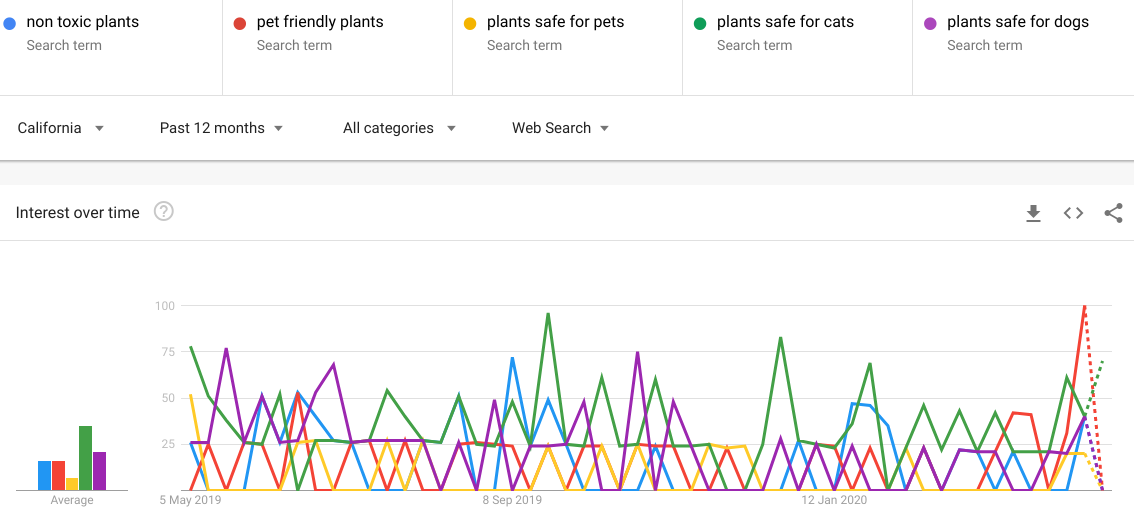 non toxic plants
Search term
pet friendly plants
Search term
plants safe for pets
Search term
plants safe for cats
Search term
plants safe for dogs
Search term
California
Past 12 months
All categories
Web Search
Interest over time
?
100
75
50
25
Average
5 May 2019
8 Sep 2019
12 Jan 2020